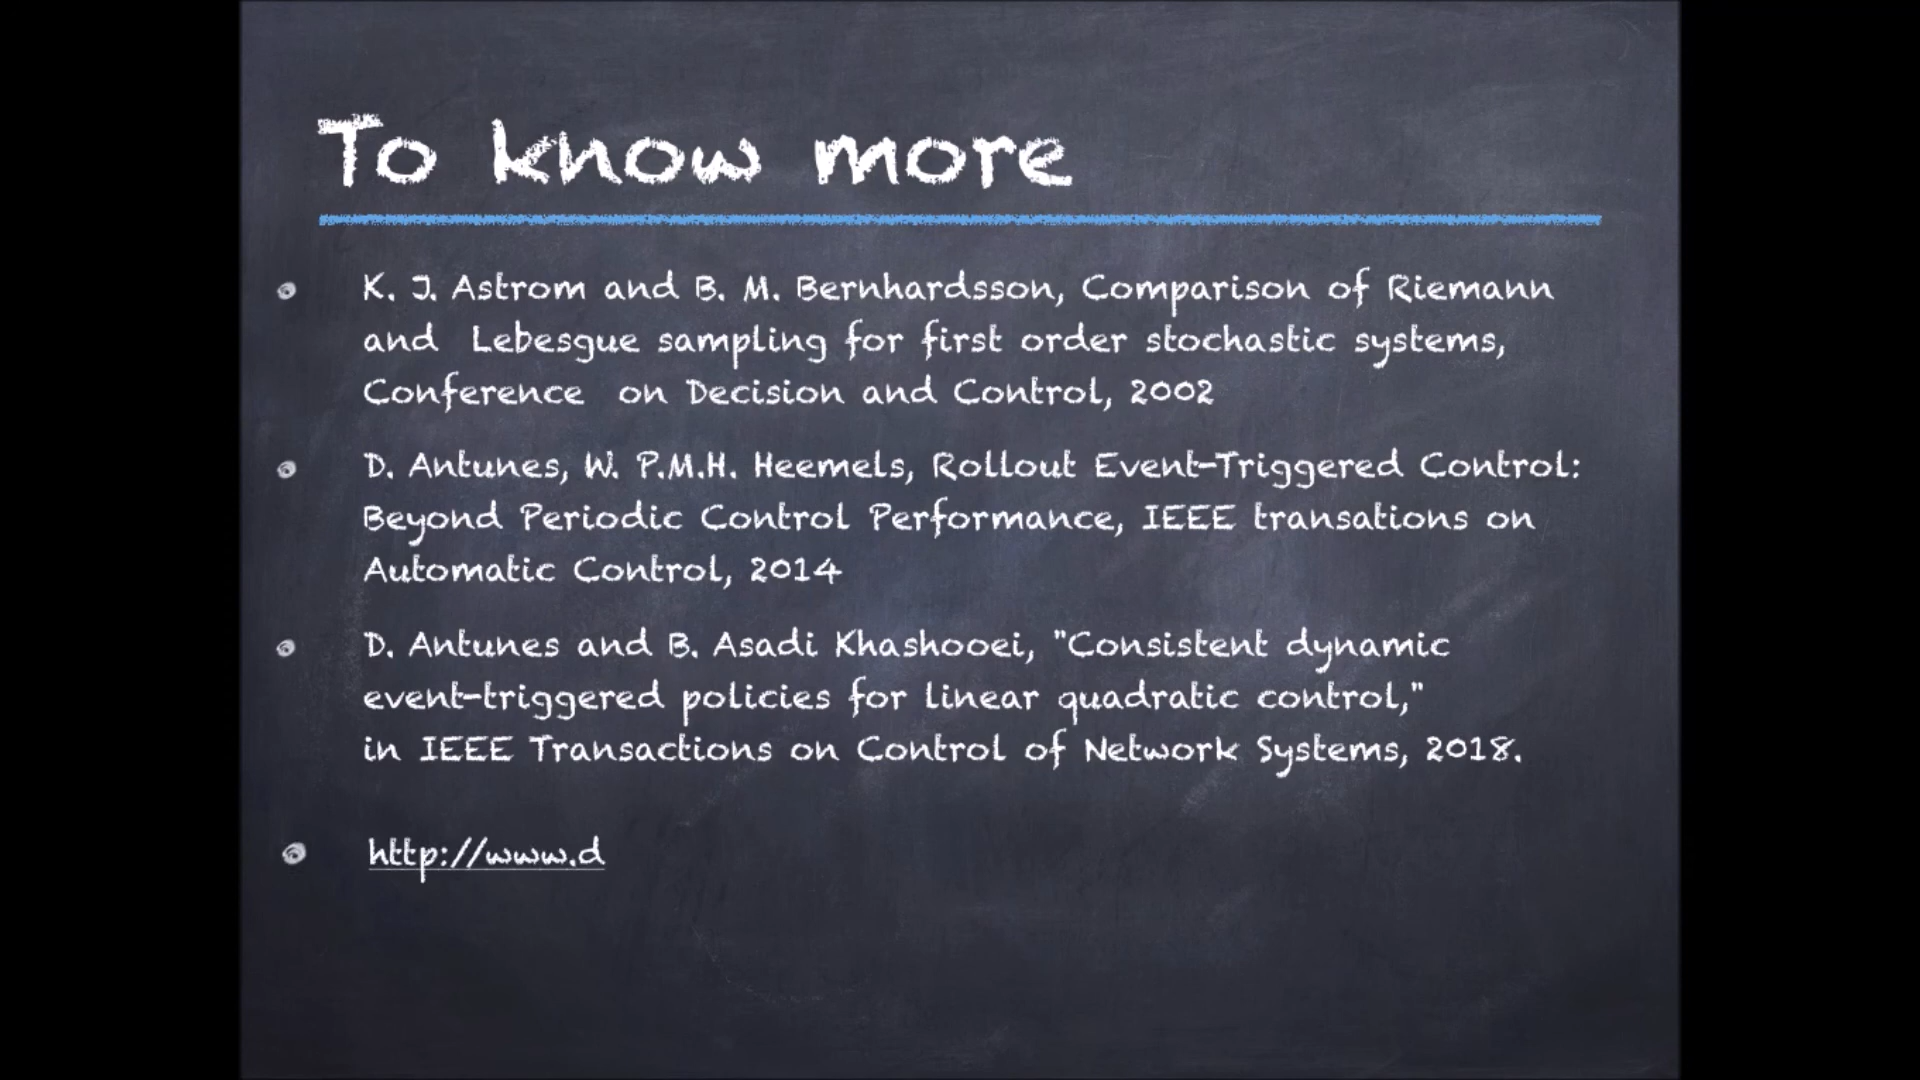 To know more
K. J. Astrom and B. M. Bernhardsson, Comparison of Riemann
and Lebesgue sampling for first order stochastic systems,
Conference on Decision and Control, 2002
D. Antunes, W. P.M.H. Heemels, Rollout Event-Triggered Control:
Beyond Periodic Control Performance, IEEE transations on
Automatic Control, 2014
D. Antunes and B. Asadi Khashooei, "Consistent dynamic
event-triggered policies for linear quadratic control,"
in IEEE Transactions on Control of Network Systems, 2018.
http://www.d